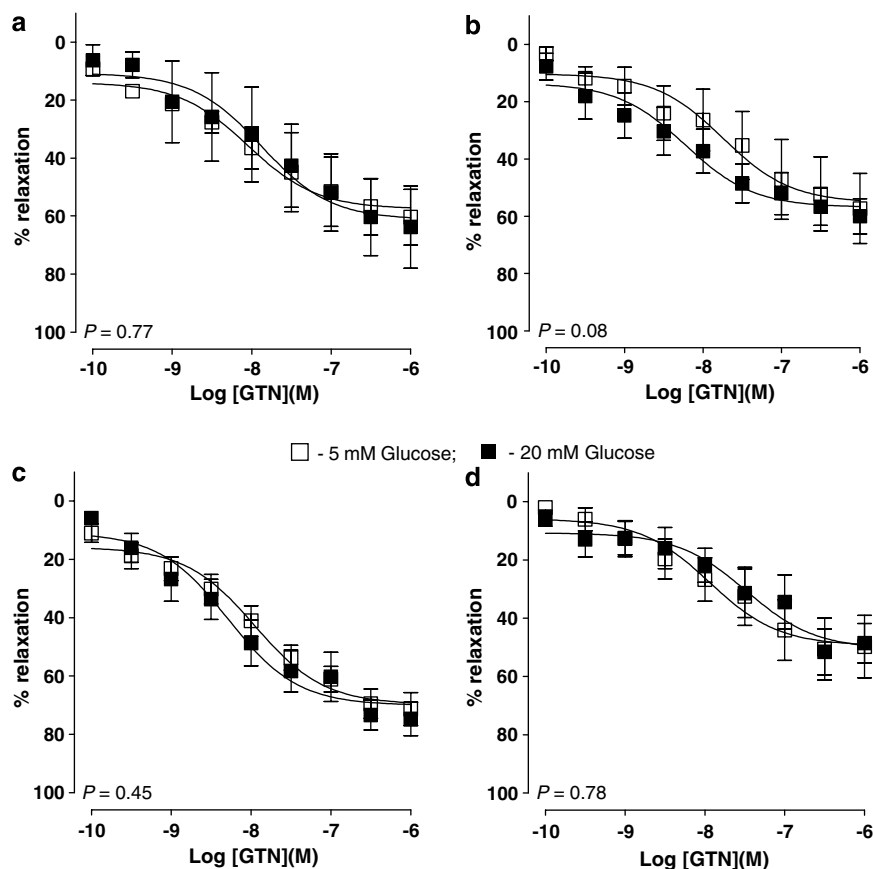 a
0
20
40
60
80
100
% relaxation
P = 0.77
-10 -9 -8 -7 -6
Log [GTN](M)
b
0
20
40
60
80
100
% relaxation
P = 0.08
-10 -9 -8 -7 -6
Log [GTN](M)
- 5 mM Glucose; - 20 mM Glucose
c
0
20
40
60
80
100
% relaxation
P = 0.45
-10 -9 -8 -7 -6
Log [GTN](M)
d
0
20
40
60
80
100
% relaxation
P = 0.78
-10 -9 -8 -7 -6
Log [GTN](M)